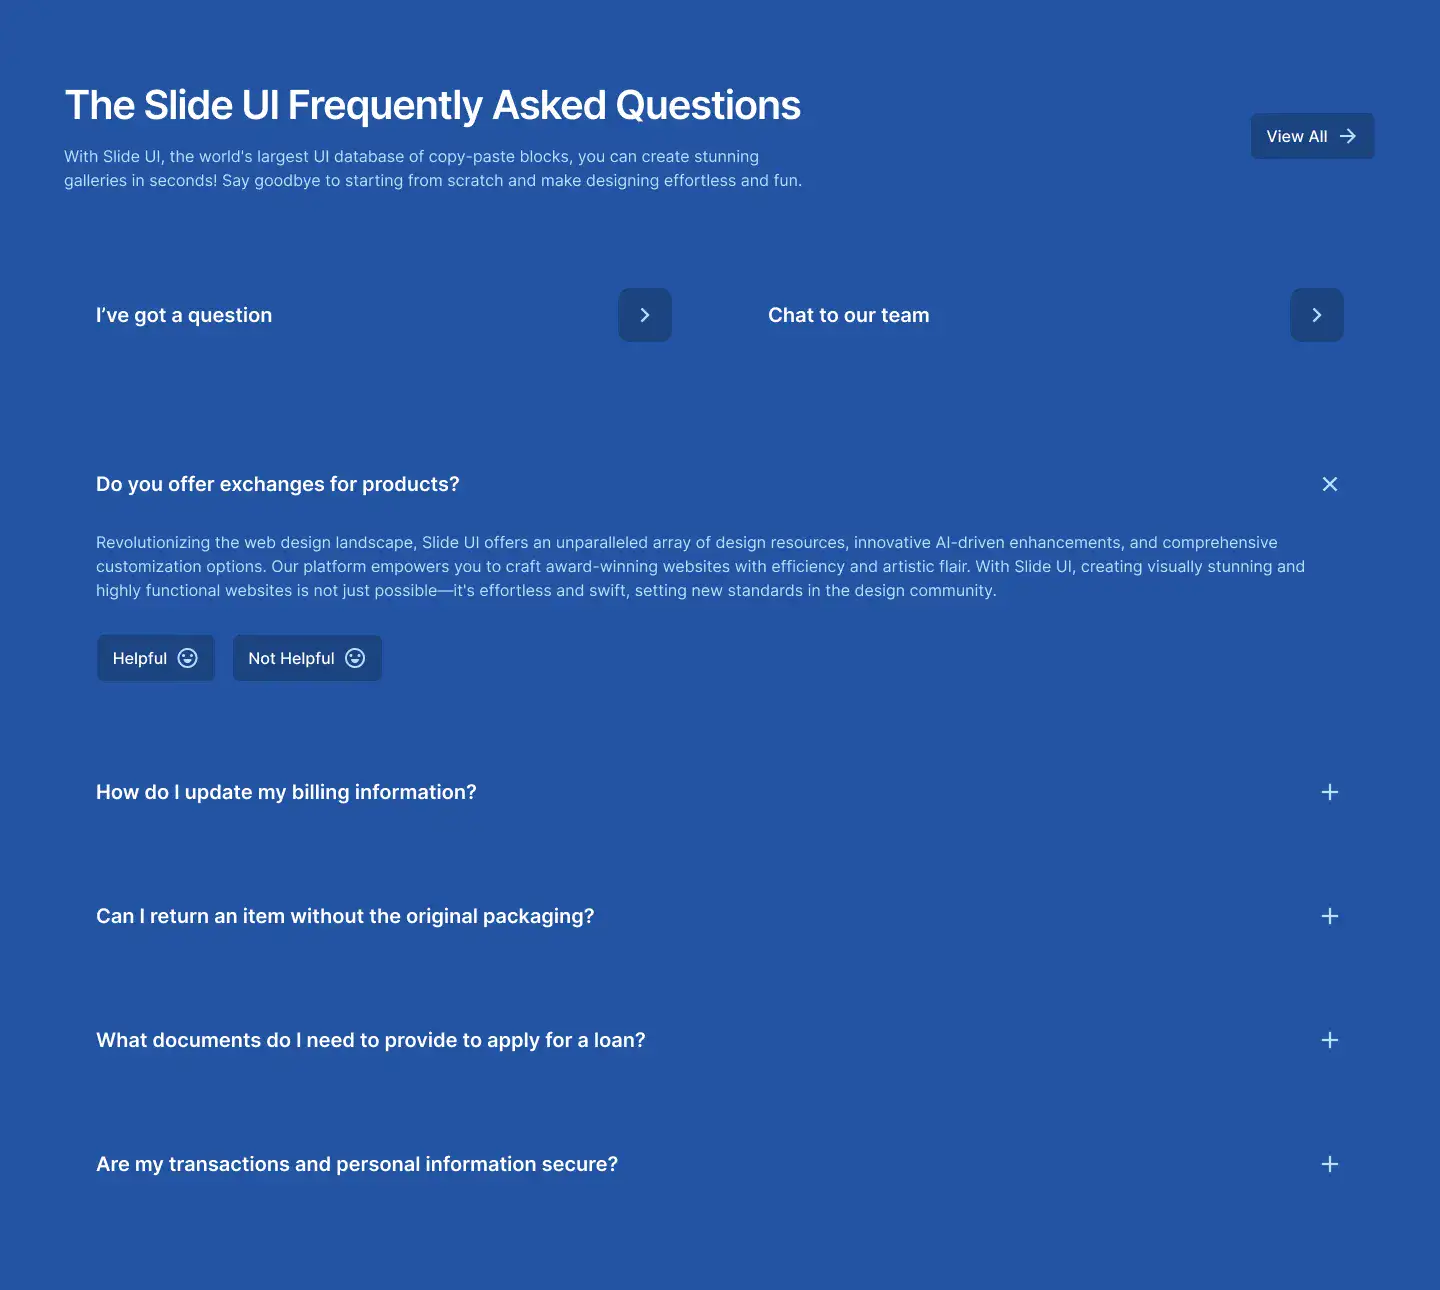 The Slide UI Frequently Asked Questions
With Slide UI, the world's largest UI database of copy-paste blocks, you can create stunning
galleries in seconds! Say goodbye to starting from scratch and make designing effortless and fun.
View All
I’ve got a question
Chat to our team
Do you offer exchanges for products?
Revolutionizing the web design landscape, Slide UI offers an unparalleled array of design resources, innovative AI-driven enhancements, and comprehensive
customization options. Our platform empowers you to craft award-winning websites with efficiency and artistic flair. With Slide UI, creating visually stunning and
highly functional websites is not just possible—it's effortless and swift, setting new standards in the design community.
Helpful
Not Helpful
How do I update my billing information?
Can I return an item without the original packaging?
What documents do I need to provide to apply for a loan?
Are my transactions and personal information secure?